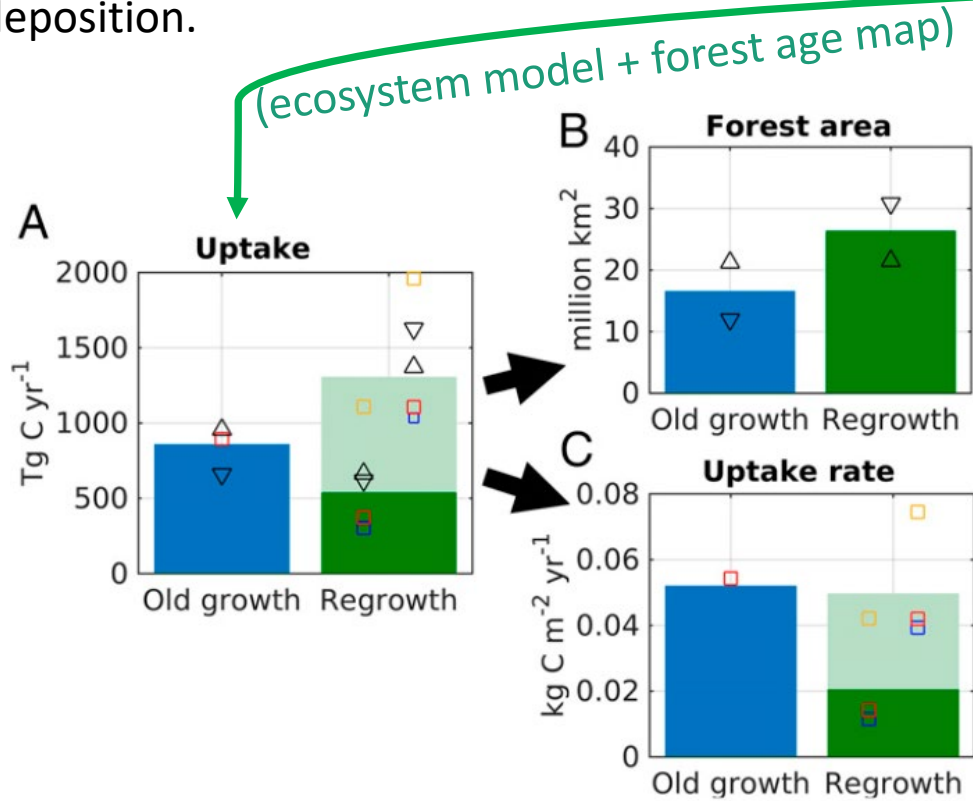 (ecosystem model + forest age map)
A
Uptake
Tg C yr-1
2000
1500
1000
500
0
Old growth
Regrowth
B
Forest area
million km2
40
30
20
10
0
Old growth
Regrowth
C
Uptake rate
kg C m-2 yr-1
0.08
0.06
0.04
0.02
0
Old growth
Regrowth